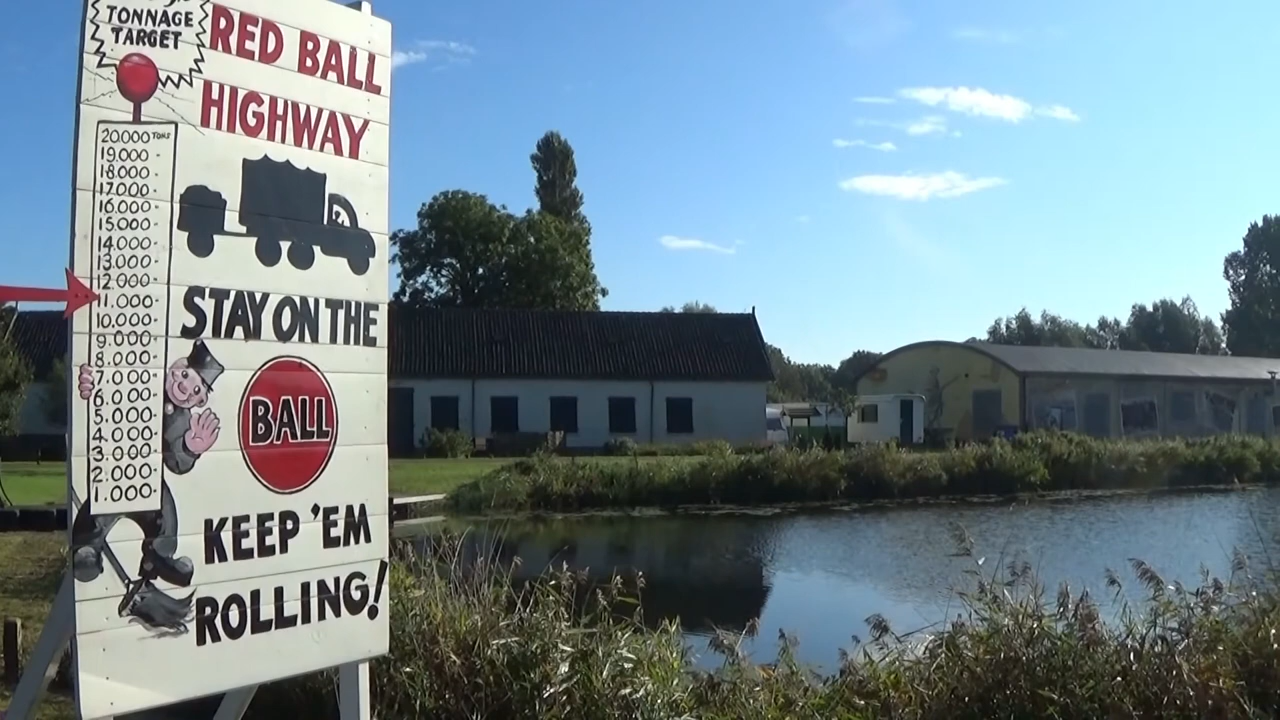 TONNAGE
TARGET
RED BALL
HIGHWAY
20.000 TONS
19.000-
18.000-
17.000-
16.000-
15.000-
14.000-
13.000-
12.000-
11.000-
10.000-
9.000-
8.000-
7.000-
6.000-
5.000-
4.000-
3.000-
2.000-
1.000-
STAY ON THE
BALL
KEEP 'EM
ROLLING!